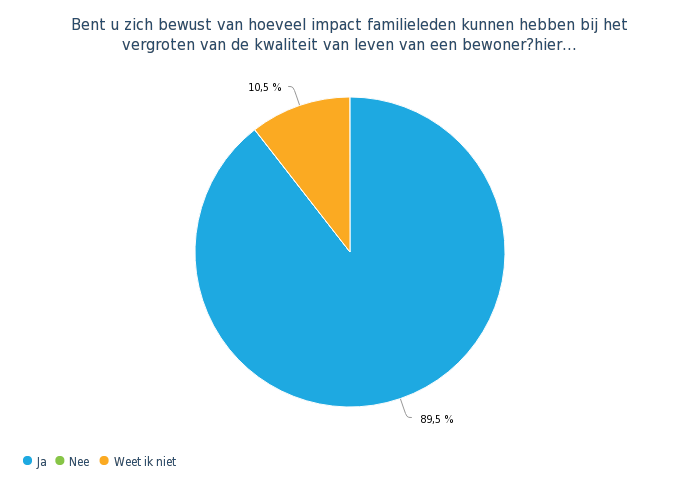 Bent u zich bewust van hoeveel impact familieleden kunnen hebben bij het
vergroten van de kwaliteit van leven van een bewoner?hier...
10,5 %
89,5 %
Ja
Nee
Weet ik niet